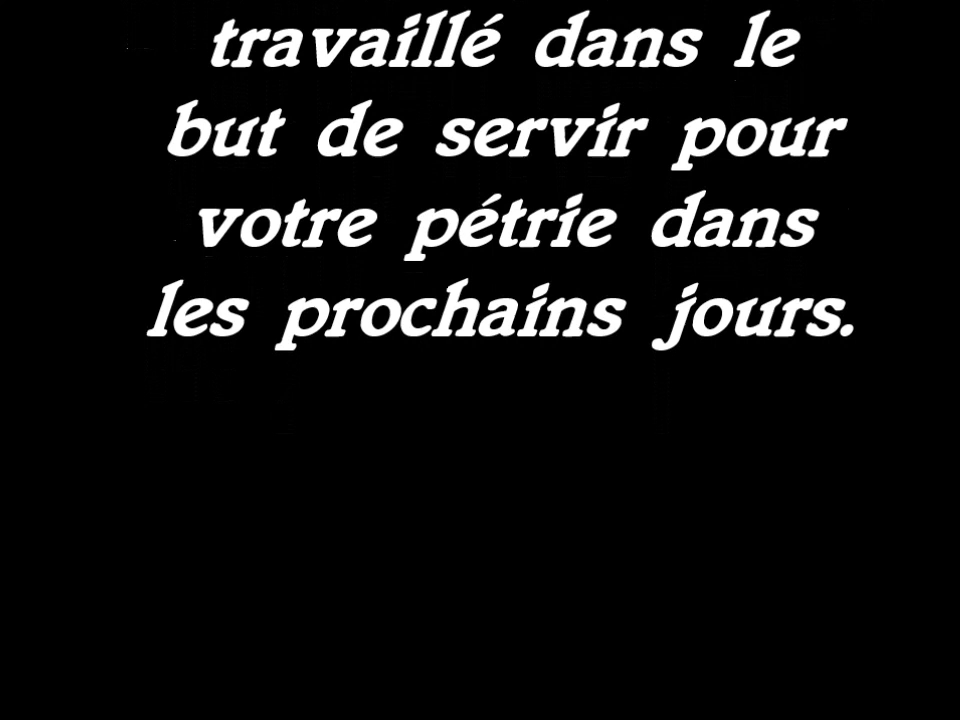 travaillé dans le
but de servir pour
votre pétrie dans
les prochains jours.